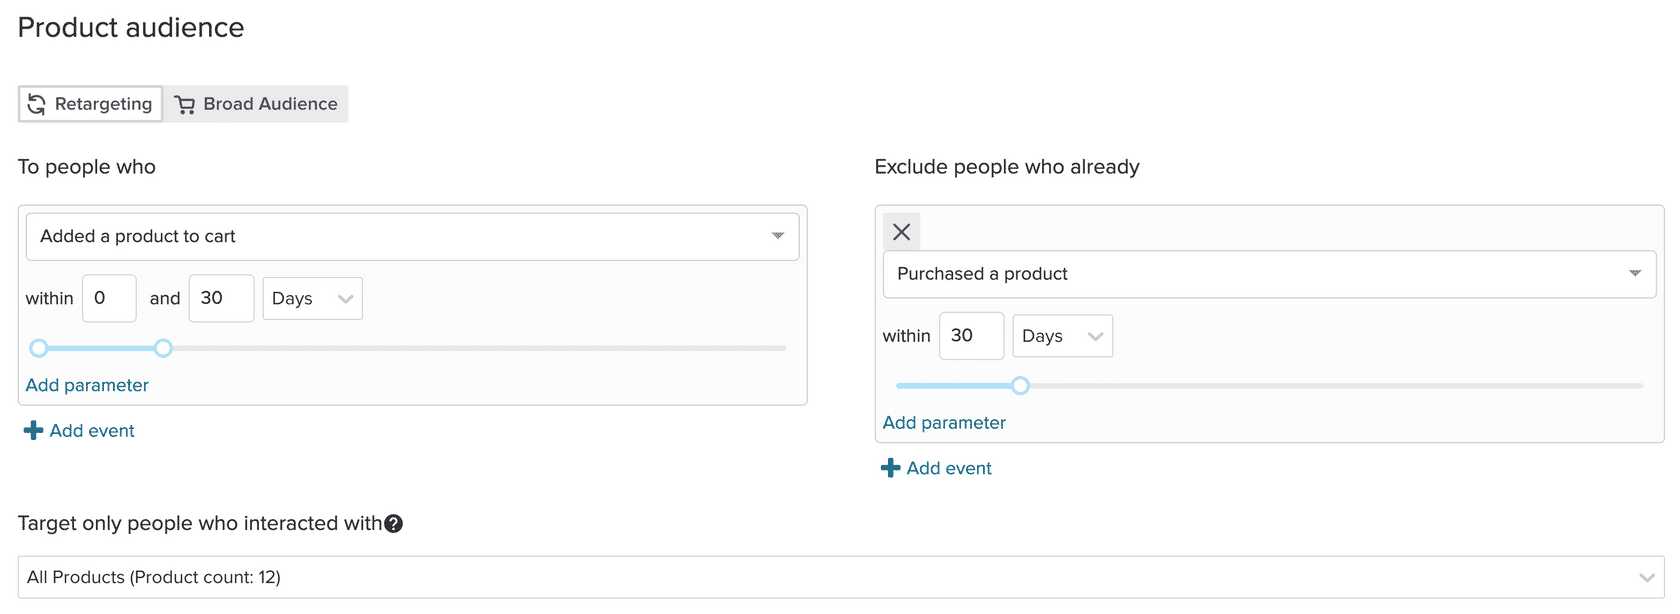 Product audience
Retargeting Broad Audience
To people who
Added a product to cart
within 0 and 30 Days
Add parameter
Add event
Exclude people who already
Purchased a product
within 30 Days
Add parameter
Add event
Target only people who interacted with?
All Products (Product count: 12)